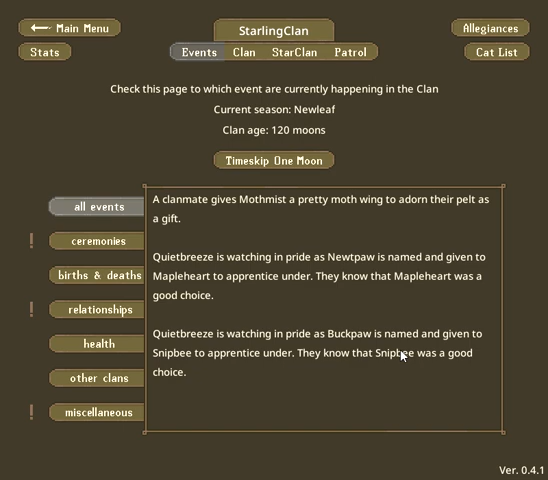 Main Menu
StarlingClan
Allegiances
Stats
Events
Clan
StarClan
Patrol
Cat List
Check this page to which event are currently happening in the Clan
Current season: Newleaf
Clan age: 120 moons
Timeskip One Moon
all events
ceremonies
births & deaths
relationships
health
other clans
miscellaneous
A clanmate gives Mothmist a pretty moth wing to adorn their pelt as
a gift.
Quietbreeze is watching in pride as Newtpaw is named and given to
Mapleheart to apprentice under. They know that Mapleheart was a
good choice.
Quietbreeze is watching in pride as Buckpaw is named and given to
Snipbee to apprentice under. They know that Snipbee was a good
choice.
Ver. 0.4.1